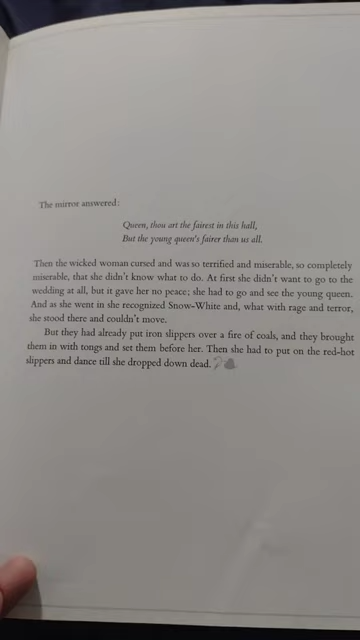 The mirror answered:
Queen, thou art the fairest in this hall,
But the young queen's fairer than us all.
Then the wicked woman cursed and was so terrified and miserable, so completely
miserable, that she didn't know what to do. At first she didn't want to go to the
wedding at all, but it gave her no peace; she had to go and see the young queen.
And as she went in she recognized Snow-White and, what with rage and terror,
she stood there and couldn't move.
But they had already put iron slippers over a fire of coals, and they brought
them in with tongs and set them before her. Then she had to put on the red-hot
slippers and dance till she dropped down dead.